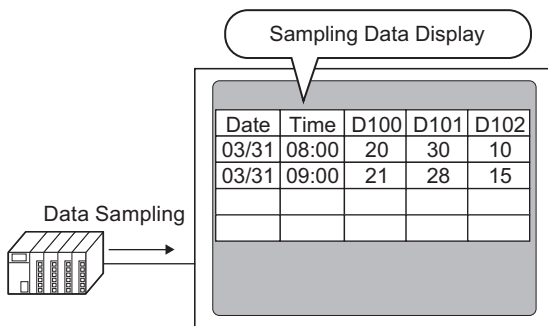 Sampling Data Display
Date Time D100 D101 D102
03/31 08:00 20 30 10
03/31 09:00 21 28 15
Data Sampling